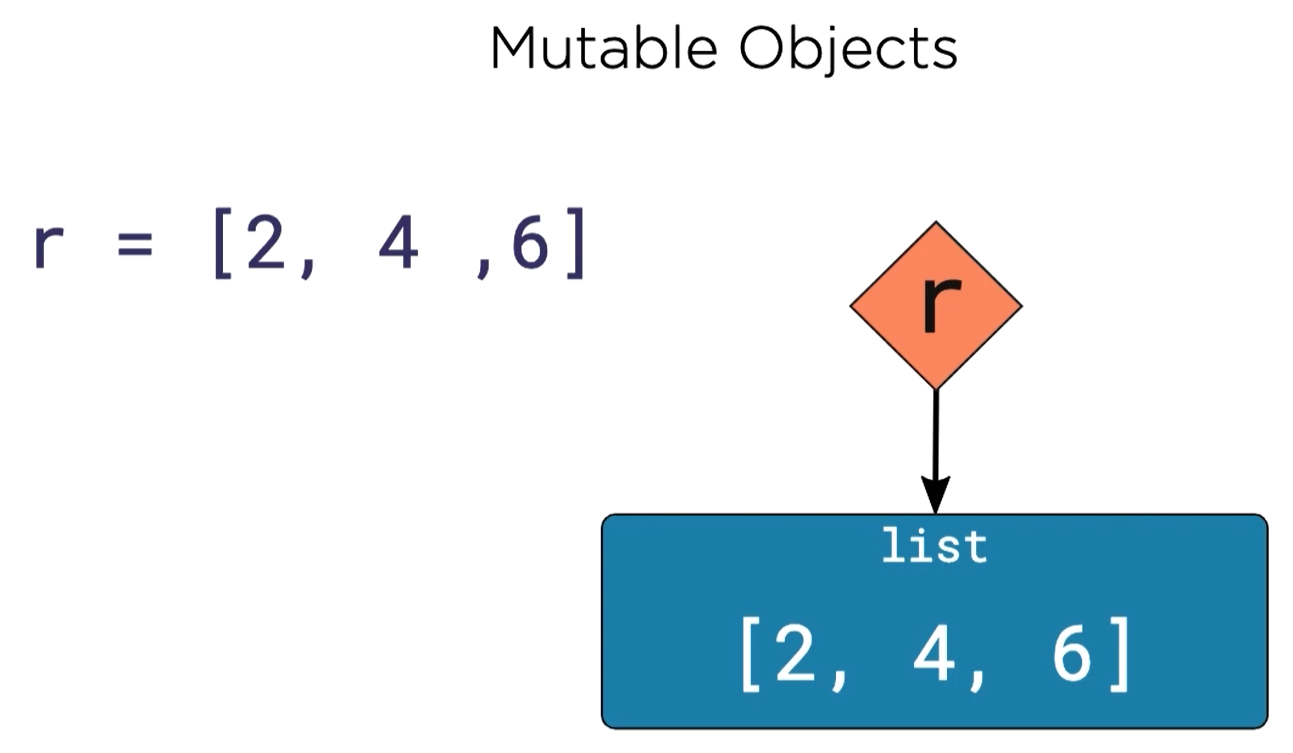 Mutable Objects
r = [2, 4 ,6]
r
list
[2, 4, 6]